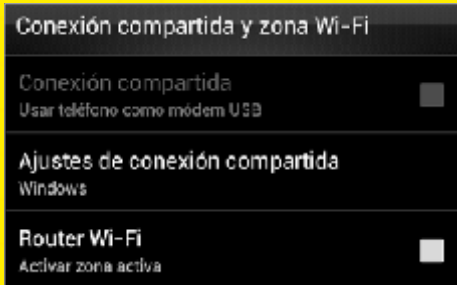 Conexión compartida y zona Wi-Fi
Conexión compartida
Usar teléfono como módem USB
Ajustes de conexión compartida
Windows
Router Wi-Fi
Activar zona activa